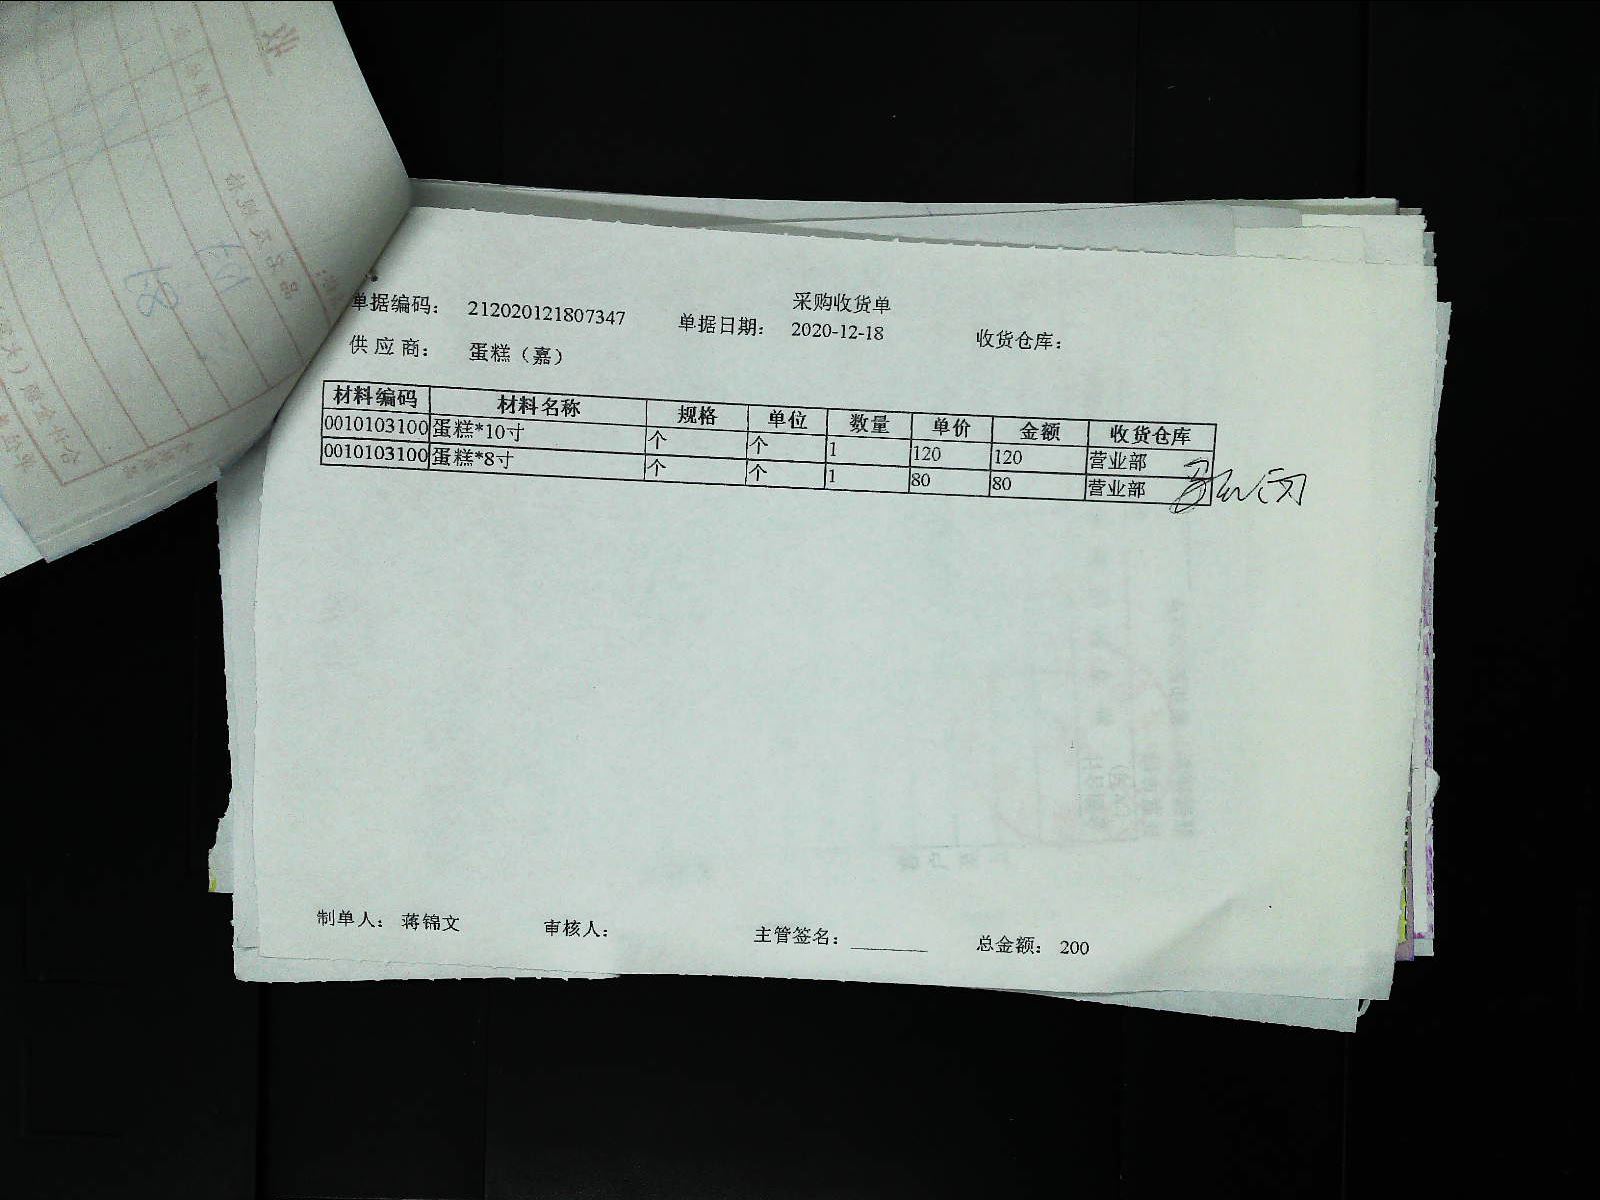 采购收货单
单据编码： 212020121807347 单据日期： 2020-12-18 收货仓库：
供应商： 蛋糕（嘉）
材料编码 材料名称 规格 单位 数量 单价 金额 收货仓库
0010103100 蛋糕*10寸 个 个 1 120 120 营业部
0010103100 蛋糕*8寸 个 个 1 80 80 营业部
制单人： 蒋锦文 审核人： 主管签名： 总金额： 200